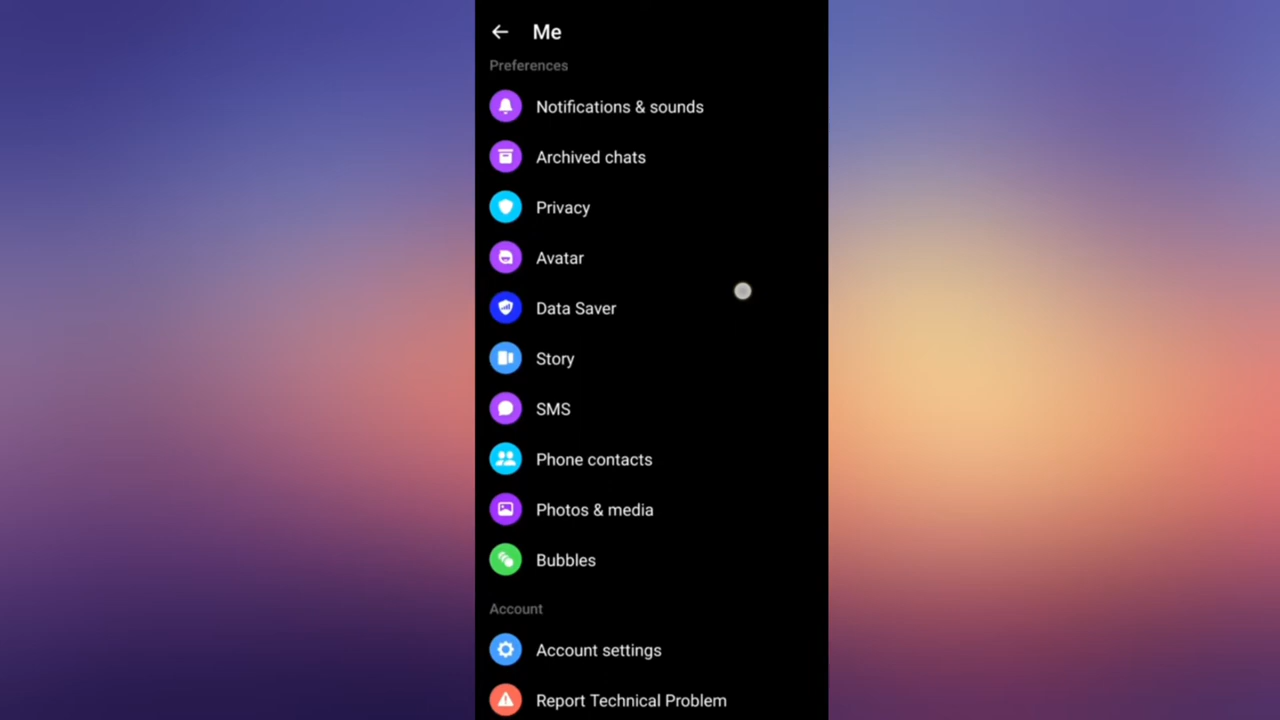 Me
Preferences
Notifications & sounds
Archived chats
Privacy
Avatar
Data Saver
Story
SMS
Phone contacts
Photos & media
Bubbles
Account
Account settings
Report Technical Problem